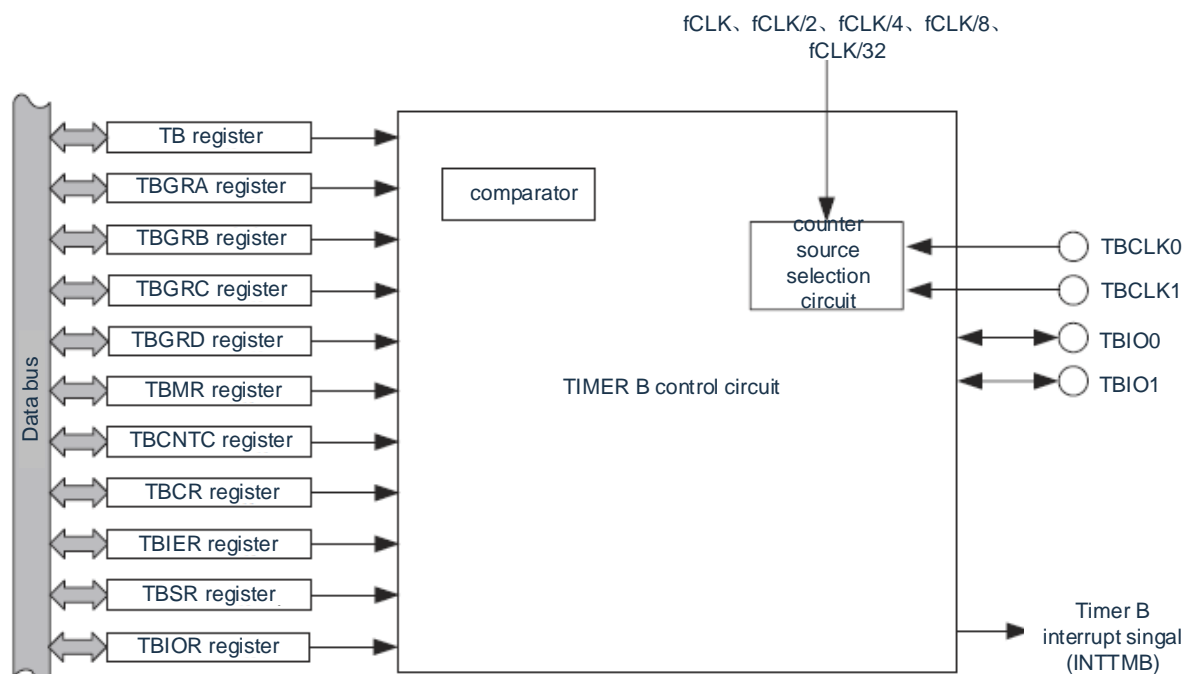 fCLK、fCLK/2、fCLK/4、fCLK/8、
fCLK/32
TB register
TBGRA register
TBGRB register
TBGRC register
TBGRD register
TBMR register
TBCNTC register
TBCR register
TBIER register
TBSR register
TBIOR register
Data bus
comparator
counter
source
selection
circuit
TIMER B control circuit
TBCLK0
TBCLK1
TBIO0
TBIO1
Timer B
interrupt singal
(INTTMB)